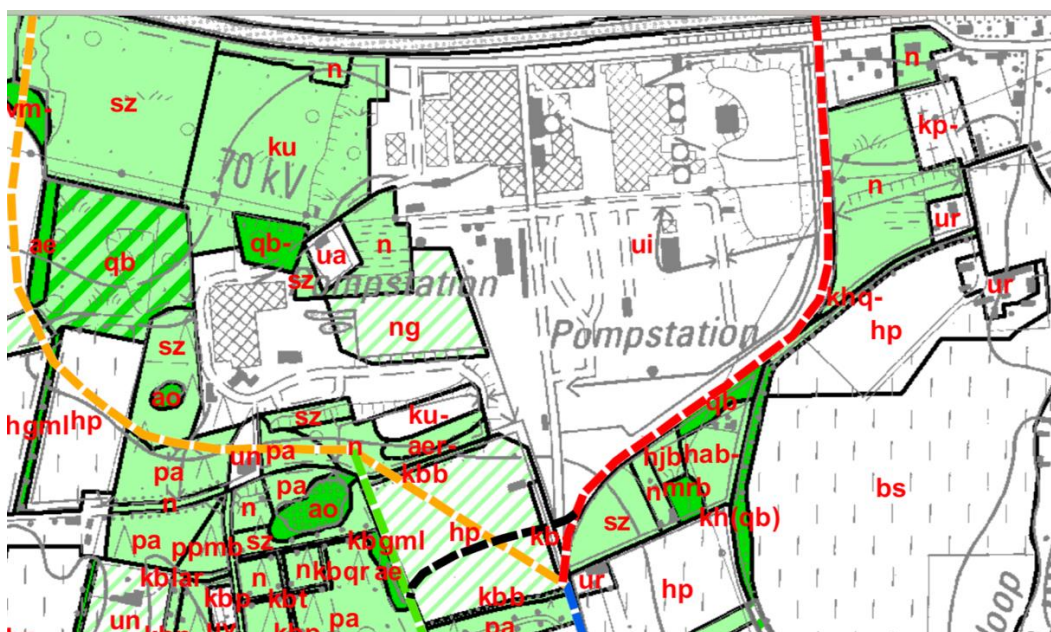 n
n
vm-
sz
kp-
ku
70 kV
n
ae
qb
qb-
ua
n
ui
ur
sz
Pompstation
ur
khq-
hp
ng
Pompstation
sz
ao
qb
hgml
hp
sz
ku-
un
pa
n
aer-
hjb
hab-
pa
kbb
n
mrb
bs
n
n
pa
ao
sz
kh(qb)
pa
ppmb
sz
kbgml
hp
kb
kblar
n
n
kbqr
ae
ur
hp
loop
kbp
kbt
kbb
un
pa
pa